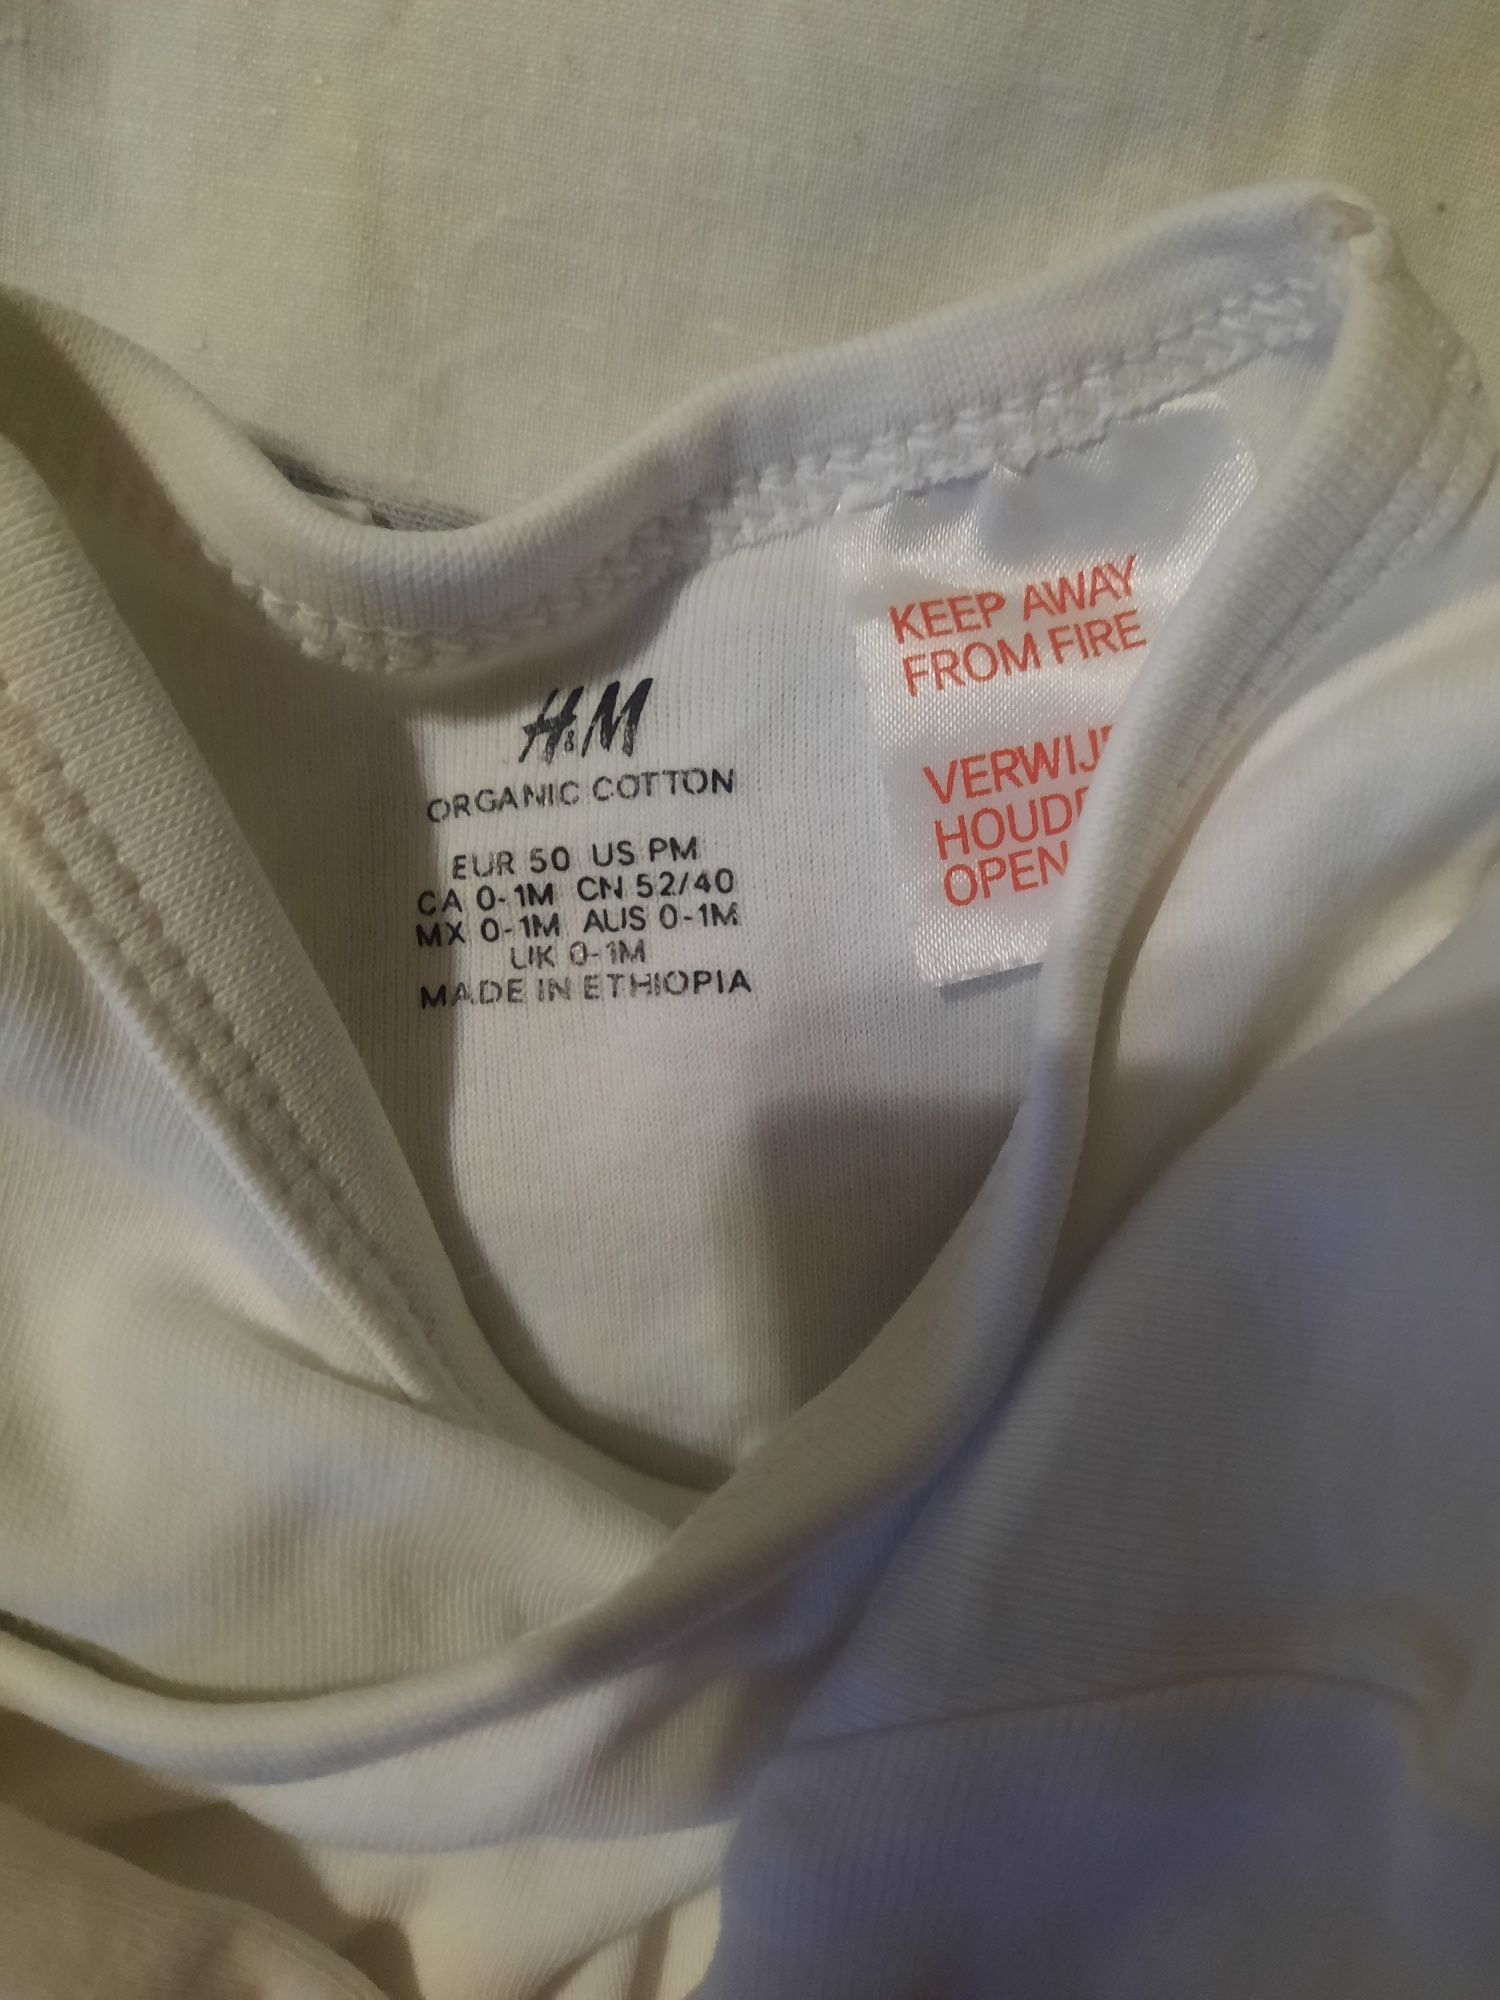 H&M
ORGANIC COTTON
EUR 50 US PM
CA 0-1M CN 52/40
MX 0-1M AUS 0-1M
UK 0-1M
MADE IN ETHIOPIA
KEEP AWAY
FROM FIRE
OPEN